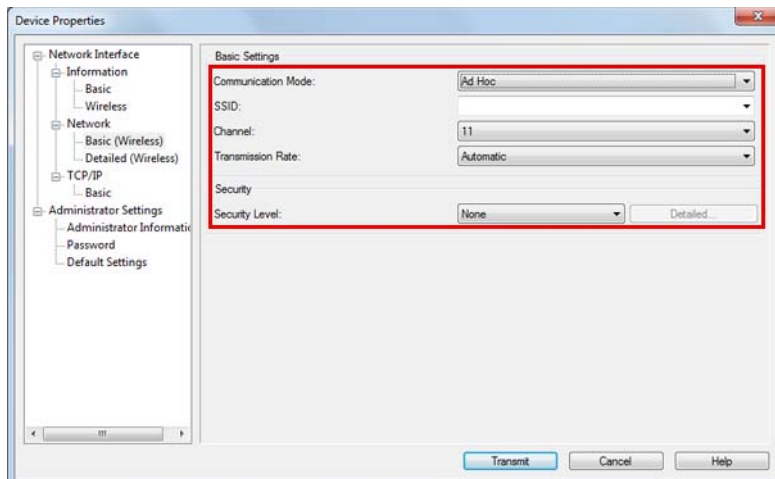 Device Properties
Network Interface
Information
Basic
Wireless
Network
Basic (Wireless)
Detailed (Wireless)
TCP/IP
Basic
Administrator Settings
Administrator Informatic
Password
Default Settings
Basic Settings
Communication Mode: Ad Hoc
SSID:
Channel: 11
Transmission Rate: Automatic
Security
Security Level: None Detailed...
Transmit Cancel Help